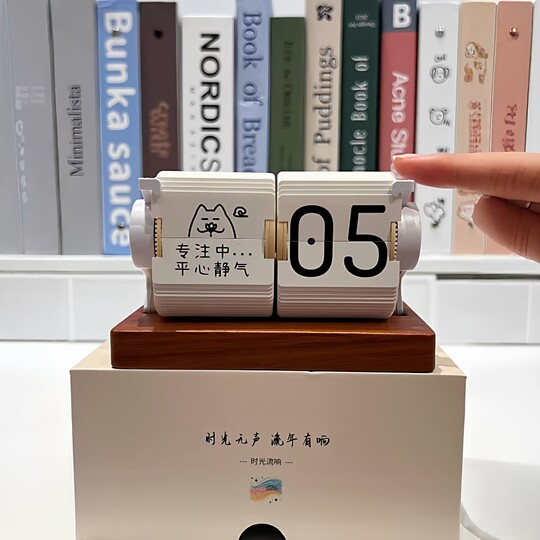 Minimalista
Bunka sauce
NORDICS
Book of Bread
of Puddings
Book of
B
Acne Stu
专注中...
平心静气
05
时光无声 流年有响
--- 时光流响 ---